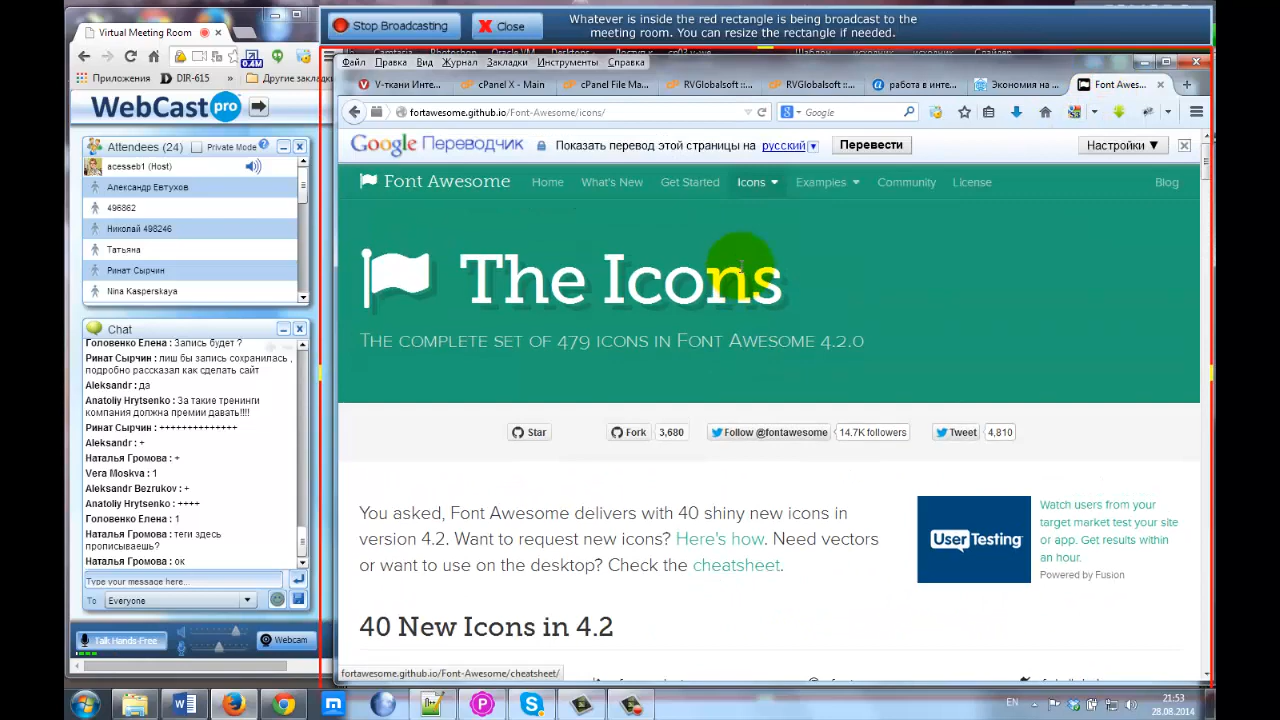 Stop Broadcasting
Close
Whatever is inside the red rectangle is being broadcast to the
meeting room. You can resize the rectangle if needed.
Virtual Meeting Room
Приложения
DIR-615
»
Другие закладки
WebCast pro
Attendees (24)
Private Mode
acesseb1 (Host)
Александр Евтухов
496862
Николай 498246
Татьяна
Ринат Сырчин
Nina Kasperskaya
Chat
Головенко Елена : Запись будет ?
Ринат Сырчин : лиш бы запись сохранилась ,
подробно рассказал как сделать сайт
Aleksandr : да
Anatoliy Hrytsenko : За такие тренинги
компания должна премии давать!!!!
Ринат Сырчин : ++++++++++++++
Aleksandr : +
Наталья Громова : +
Vera Moskva : 1
Aleksandr Bezrukov : +
Anatoliy Hrytsenko : ++++
Головенко Елена : 1
Наталья Громова : теги здесь
прописываешь?
Наталья Громова : ок
Type your message here...
To
Everyone
Talk Hands-Free
Webcam
Файл Правка Вид Журнал Закладки Инструменты Справка
V-ткани Инте...
cPanel X - Main
cPanel File Ma...
RVGlobalsoft ::...
RVGlobalsoft ::...
работа в инте...
Экономия на ...
Font Awes...
fortawesome.github.io/Font-Awesome/icons/
Google
Google Переводчик
Показать перевод этой страницы на русский
Перевести
Настройки ▼
Font Awesome
Home
What's New
Get Started
Icons
Examples
Community
License
Blog
The Icons
The complete set of 479 icons in Font Awesome 4.2.0
Star
Fork
3,680
Follow @fontawesome
14.7K followers
Tweet
4,810
You asked, Font Awesome delivers with 40 shiny new icons in
version 4.2. Want to request new icons? Here's how. Need vectors
or want to use on the desktop? Check the cheatsheet.
UserTesting
Watch users from your
target market test your site
or app. Get results within
an hour.
Powered by Fusion
40 New Icons in 4.2
fortawesome.github.io/Font-Awesome/cheatsheet/
EN
21:53
28.08.2014